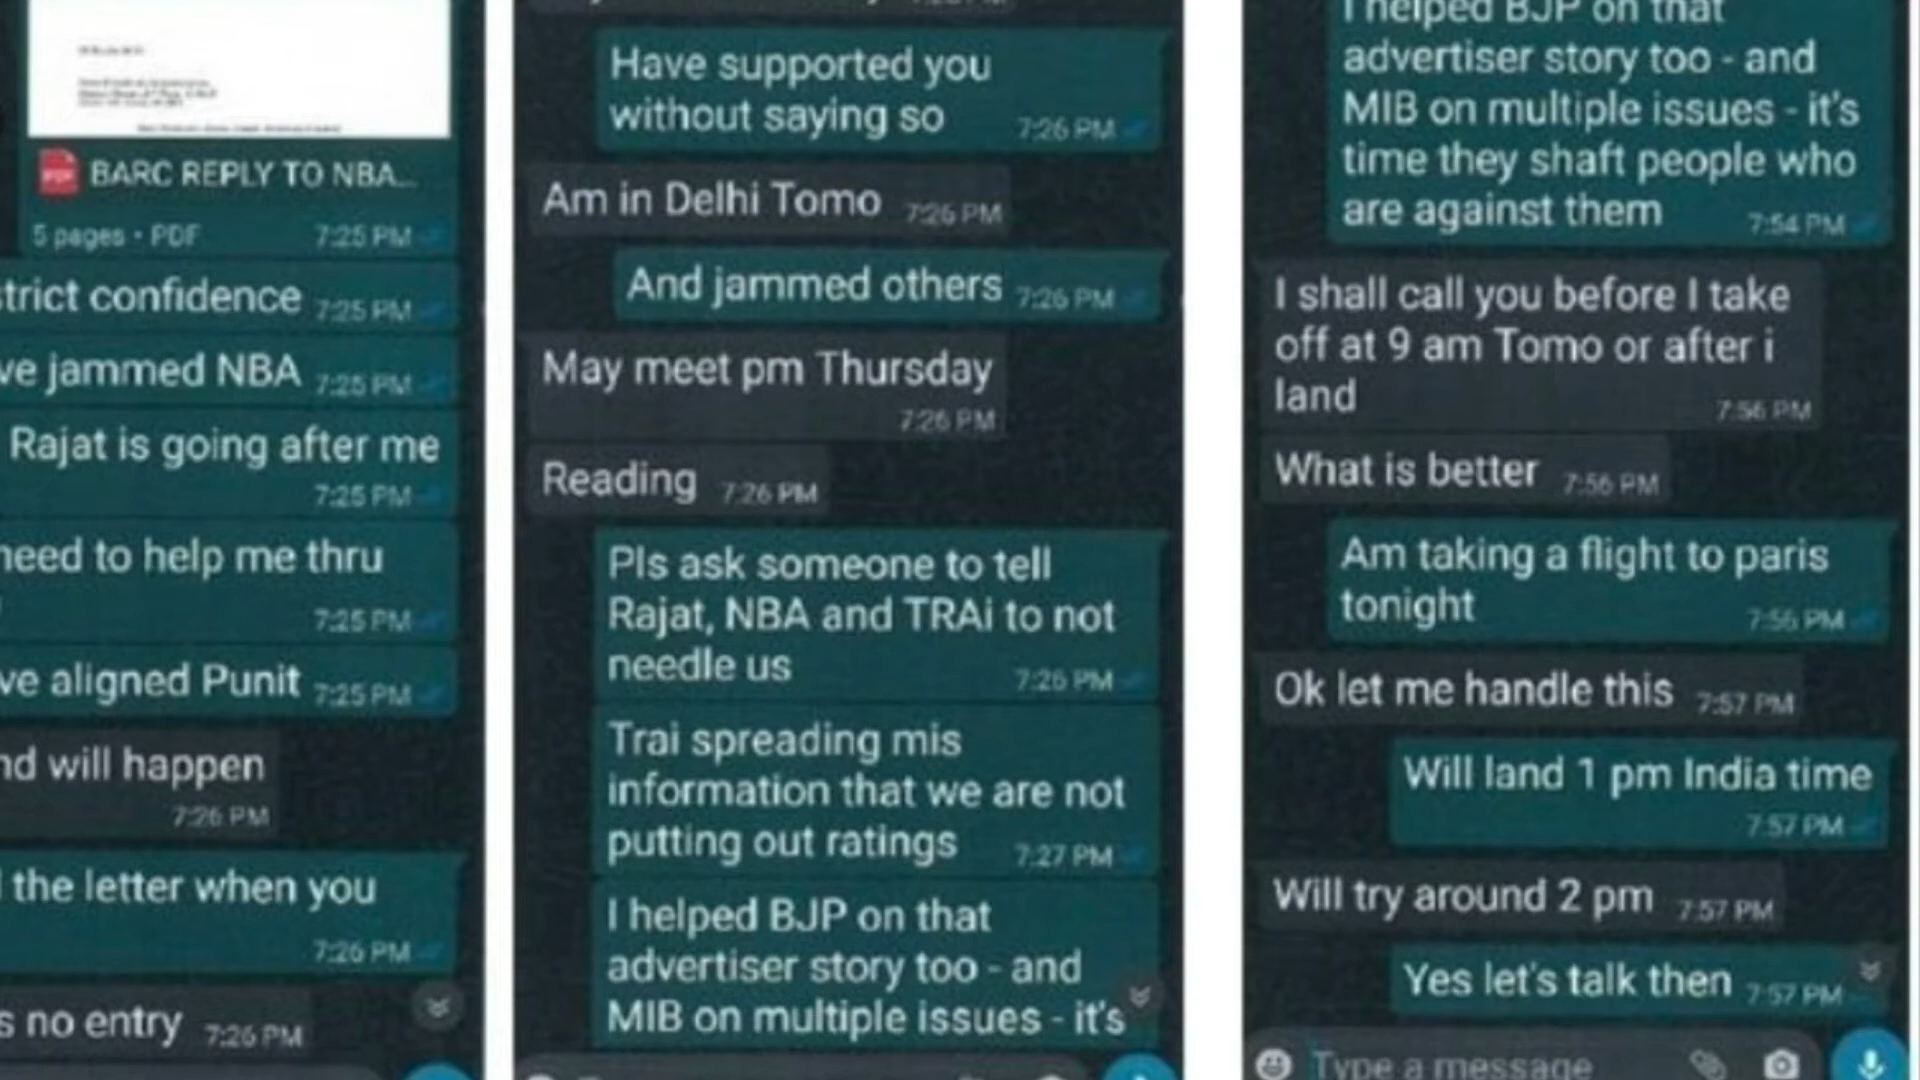 BARC REPLY TO NBA...
5 pages • PDF 7:25 PM
trict confidence 7:25 PM
ve jammed NBA 7:25 PM
Rajat is going after me
7:25 PM
need to help me thru
7:25 PM
ve aligned Punit 7:25 PM
nd will happen
7:26 PM
the letter when you
7:26 PM
s no entry 7:26 PM
Have supported you
without saying so 7:26 PM
Am in Delhi Tomo 7:26 PM
And jammed others 7:26 PM
May meet pm Thursday
7:26 PM
Reading 7:26 PM
Pls ask someone to tell
Rajat, NBA and TRAi to not
needle us 7:26 PM
Trai spreading mis
information that we are not
putting out ratings 7:27 PM
I helped BJP on that
advertiser story too - and
MIB on multiple issues - it's
I helped BJP on that
advertiser story too - and
MIB on multiple issues - it's
time they shaft people who
are against them 7:54 PM
I shall call you before I take
off at 9 am Tomo or after i
land 7:56 PM
What is better 7:56 PM
Am taking a flight to paris
tonight 7:56 PM
Ok let me handle this 7:57 PM
Will land 1 pm India time
7:57 PM
Will try around 2 pm 7:57 PM
Yes let's talk then 7:57 PM
Type a message